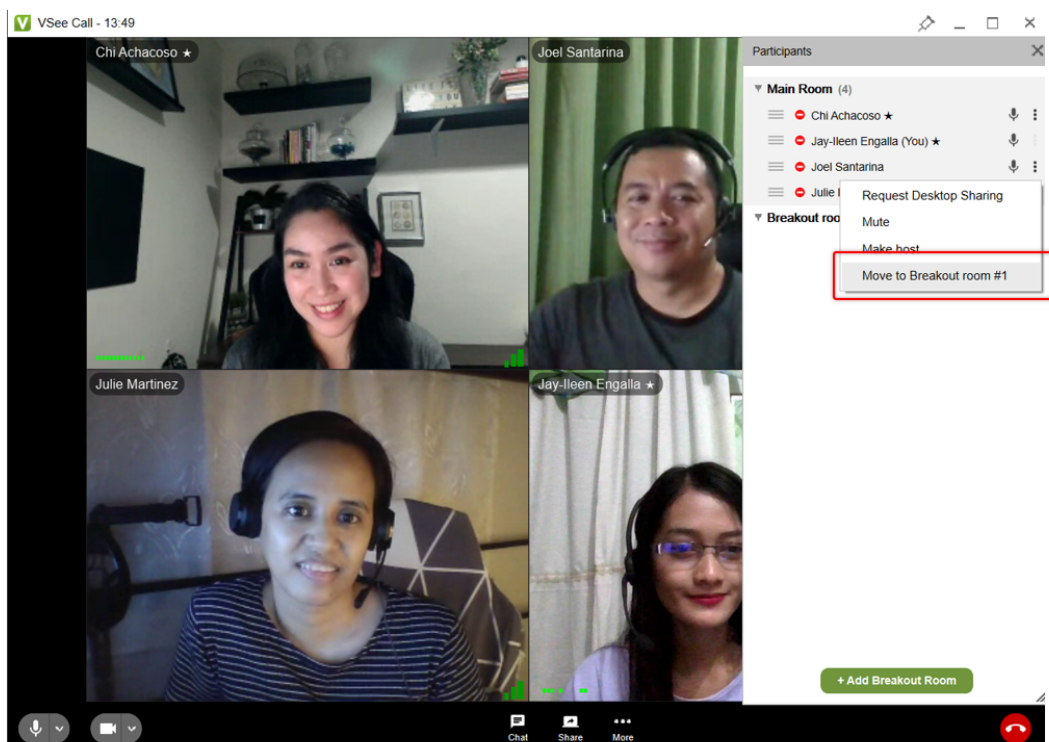 VSee Call - 13:49
Chi Achacoso ★
Joel Santarina
Julie Martinez
Jay-Ileen Engalla ★
Participants
Main Room (4)
Chi Achacoso ★
Jay-Ileen Engalla (You) ★
Joel Santarina
Julie
Breakout
Request Desktop Sharing
Mute
Make host
Move to Breakout room #1
+ Add Breakout Room
Chat
Share
More